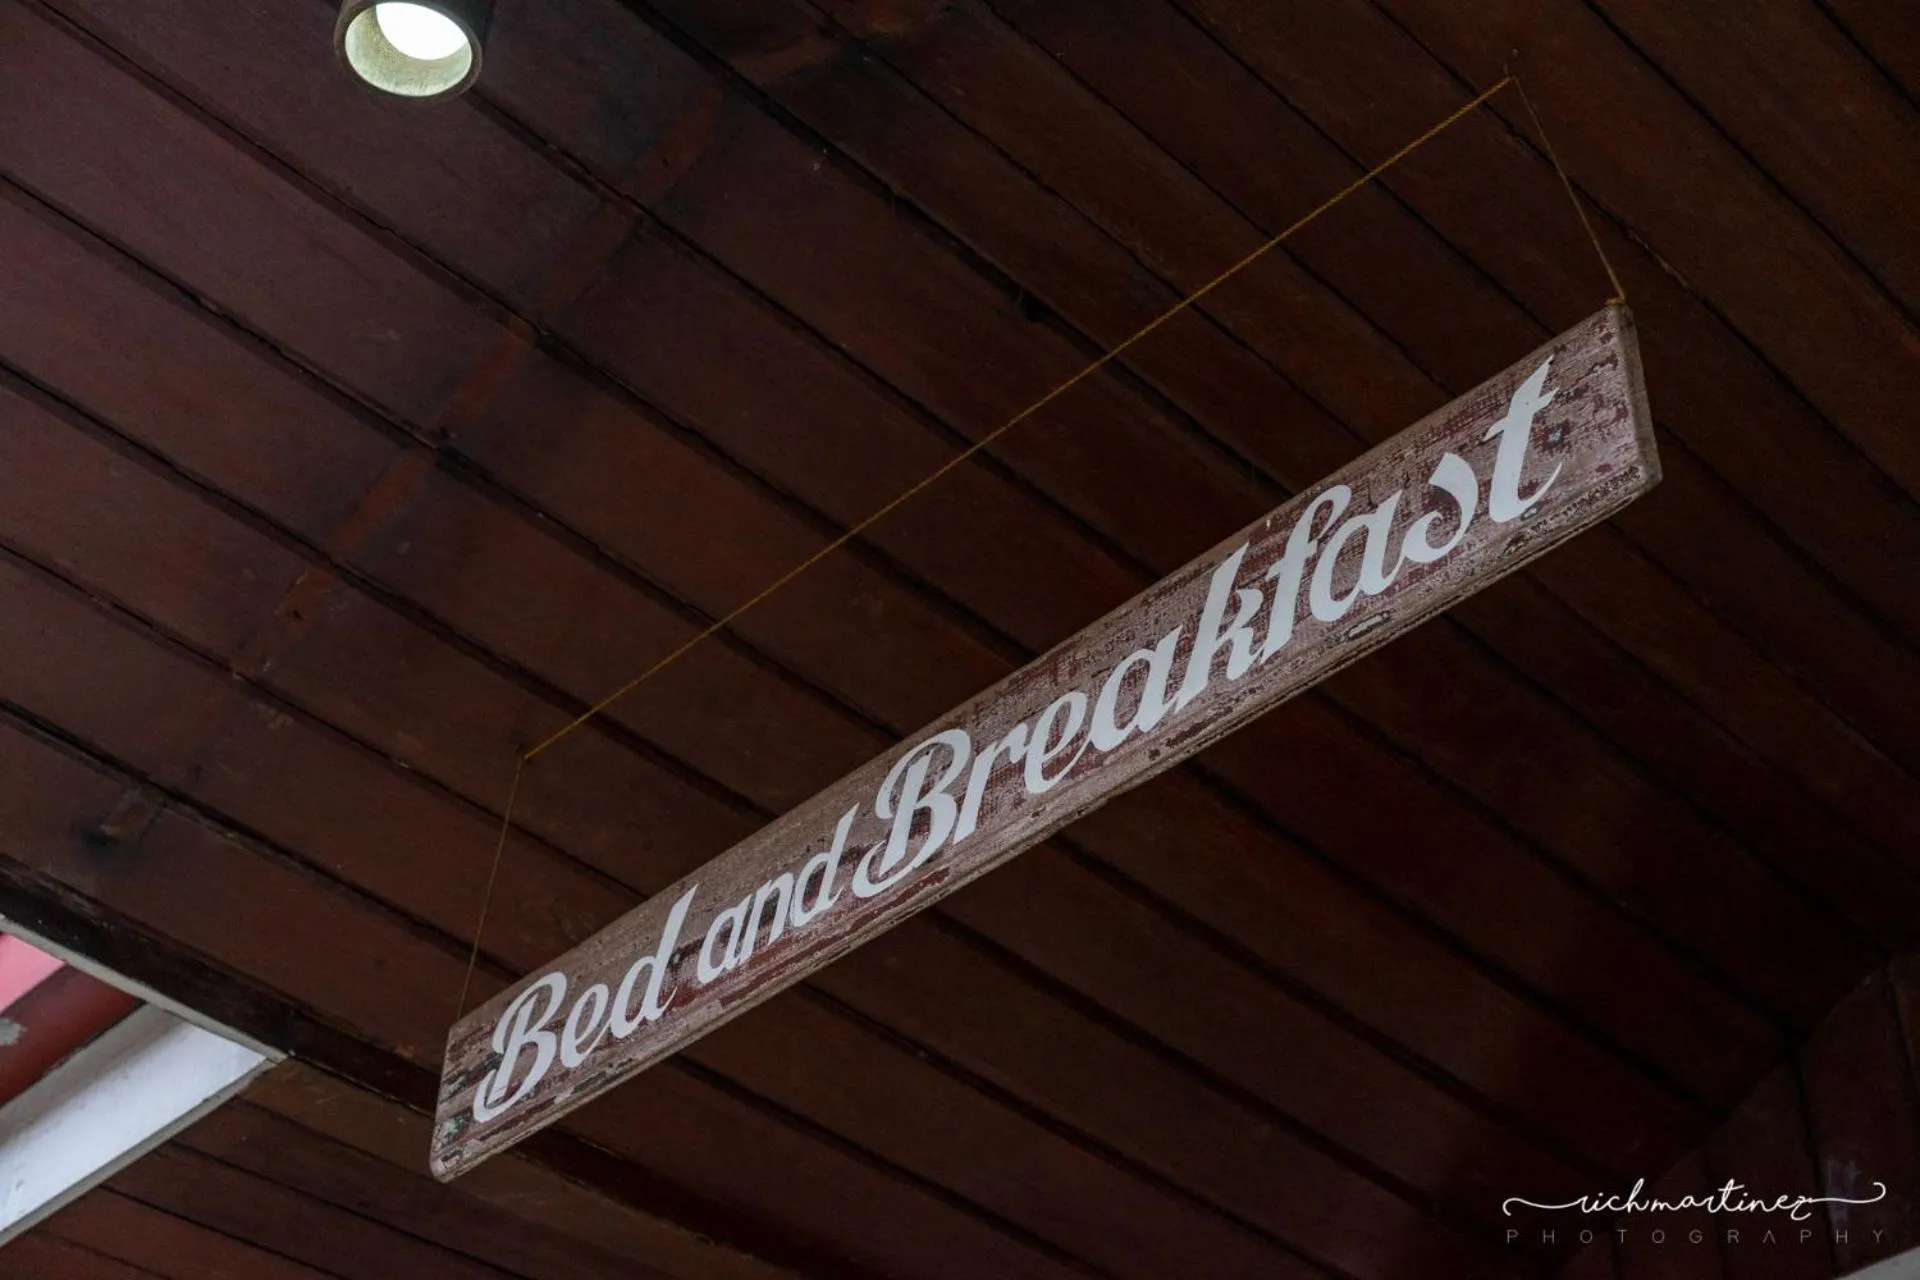 Bed and Breakfast
richmartinez
PHOTOGRAPHY